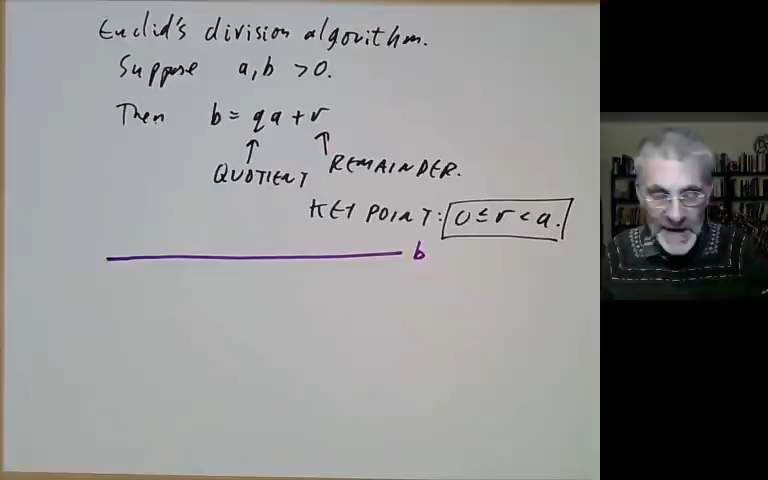 Euclid's division algorithm.
Suppose a, b > 0.
Then b = qa + r
↑ ↑
QUOTIENT REMAINDER.
KEY POINT: 0 ≤ r < a.
b